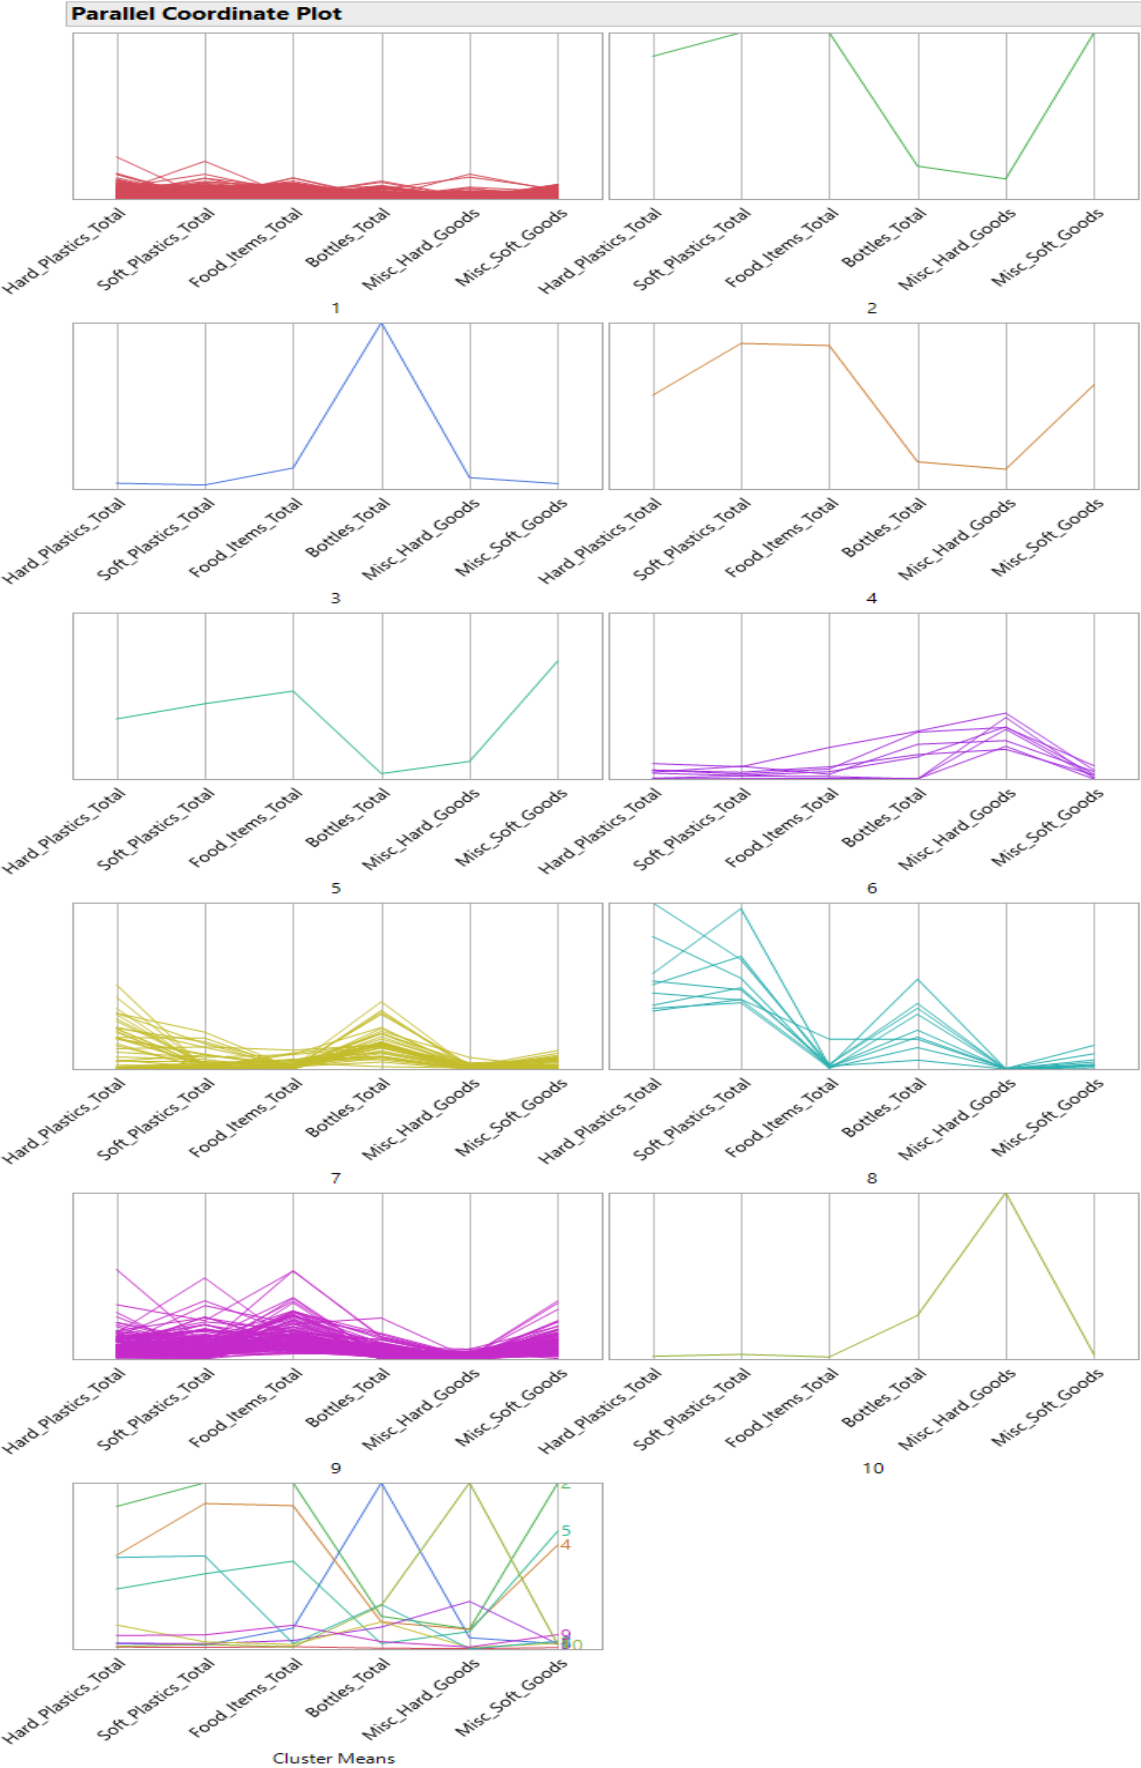 Parallel Coordinate Plot
Hard_Plastics_Total Soft_Plastics_Total Food_Items_Total Bottles_Total Misc_Hard_Goods Misc_Soft_Goods
Hard_Plastics_Total Soft_Plastics_Total Food_Items_Total Bottles_Total Misc_Hard_Goods Misc_Soft_Goods
1
2
Hard_Plastics_Total Soft_Plastics_Total Food_Items_Total Bottles_Total Misc_Hard_Goods Misc_Soft_Goods
Hard_Plastics_Total Soft_Plastics_Total Food_Items_Total Bottles_Total Misc_Hard_Goods Misc_Soft_Goods
3
4
Hard_Plastics_Total Soft_Plastics_Total Food_Items_Total Bottles_Total Misc_Hard_Goods Misc_Soft_Goods
Hard_Plastics_Total Soft_Plastics_Total Food_Items_Total Bottles_Total Misc_Hard_Goods Misc_Soft_Goods
5
6
Hard_Plastics_Total Soft_Plastics_Total Food_Items_Total Bottles_Total Misc_Hard_Goods Misc_Soft_Goods
Hard_Plastics_Total Soft_Plastics_Total Food_Items_Total Bottles_Total Misc_Hard_Goods Misc_Soft_Goods
7
8
Hard_Plastics_Total Soft_Plastics_Total Food_Items_Total Bottles_Total Misc_Hard_Goods Misc_Soft_Goods
Hard_Plastics_Total Soft_Plastics_Total Food_Items_Total Bottles_Total Misc_Hard_Goods Misc_Soft_Goods
9
10
2
5
4
9
Hard_Plastics_Total Soft_Plastics_Total Food_Items_Total Bottles_Total Misc_Hard_Goods Misc_Soft_Goods
Cluster Means